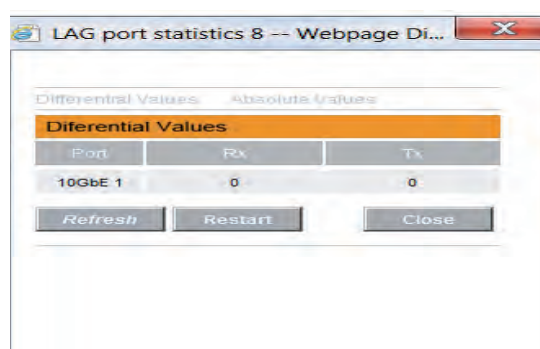 LAG port statistics 8 -- Webpage Di...
Differential Values Absolute Values
Diferential Values
Port Rx Tx
10GbE 1 0 0
Refresh Restart Close